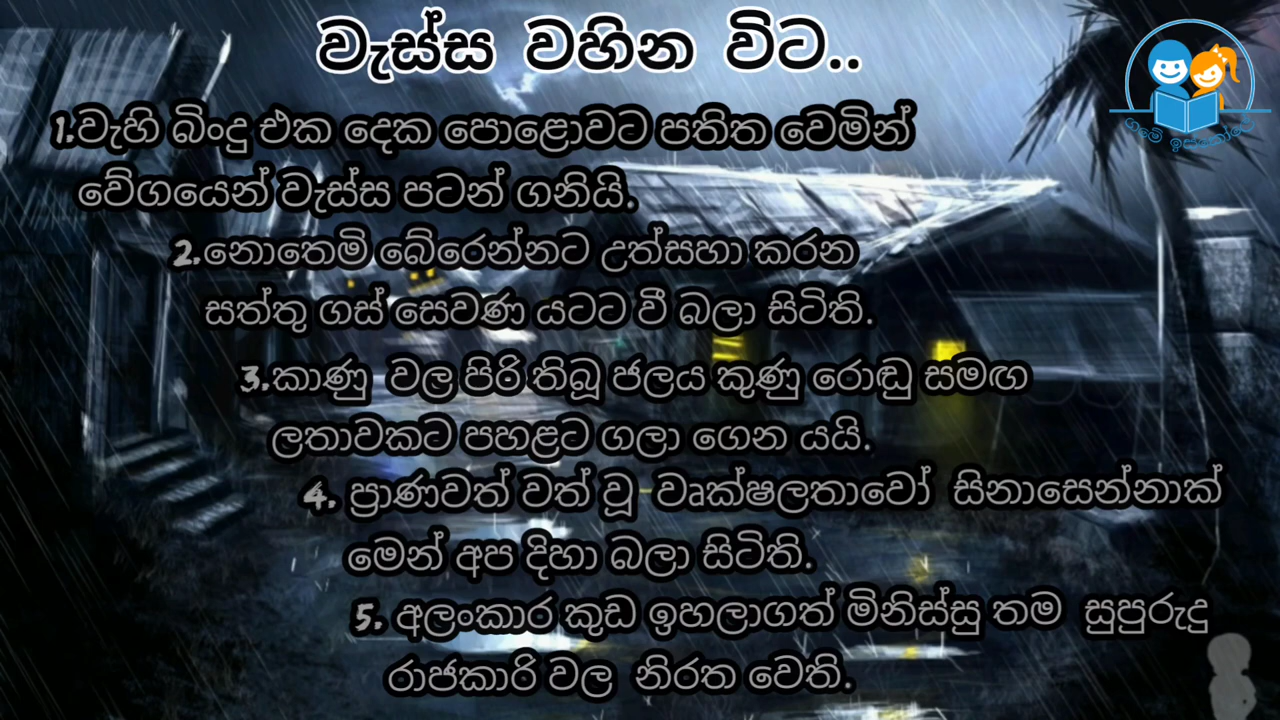 වැස්ස වහින විට..
1.වැහි බිංදු එක දෙක පොළොවට පතිත වෙමින්
වේගයෙන් වැස්ස පටන් ගනියි.
2.නොතෙමි බේරෙන්නට උත්සහා කරන
සත්තු ගස් සෙවණ යටට වී බලා සිටිති.
3.කාණු වල පිරි තිබූ ජලය කුණු රොඬු සමඟ
ලතාවකට පහළට ගලා ගෙන යයි.
4. ප්‍රාණවත් වත් වූ වෘක්ෂලතාවෝ සිනාසෙන්නාක්
මෙන් අප දිහා බලා සිටිති.
5. අලංකාර කුඩ ඉහලාගත් මිනිස්සු තම සුපුරුදු
රාජකාරි වල නිරත වෙති.
ගමේ ඉස්කෝලේ